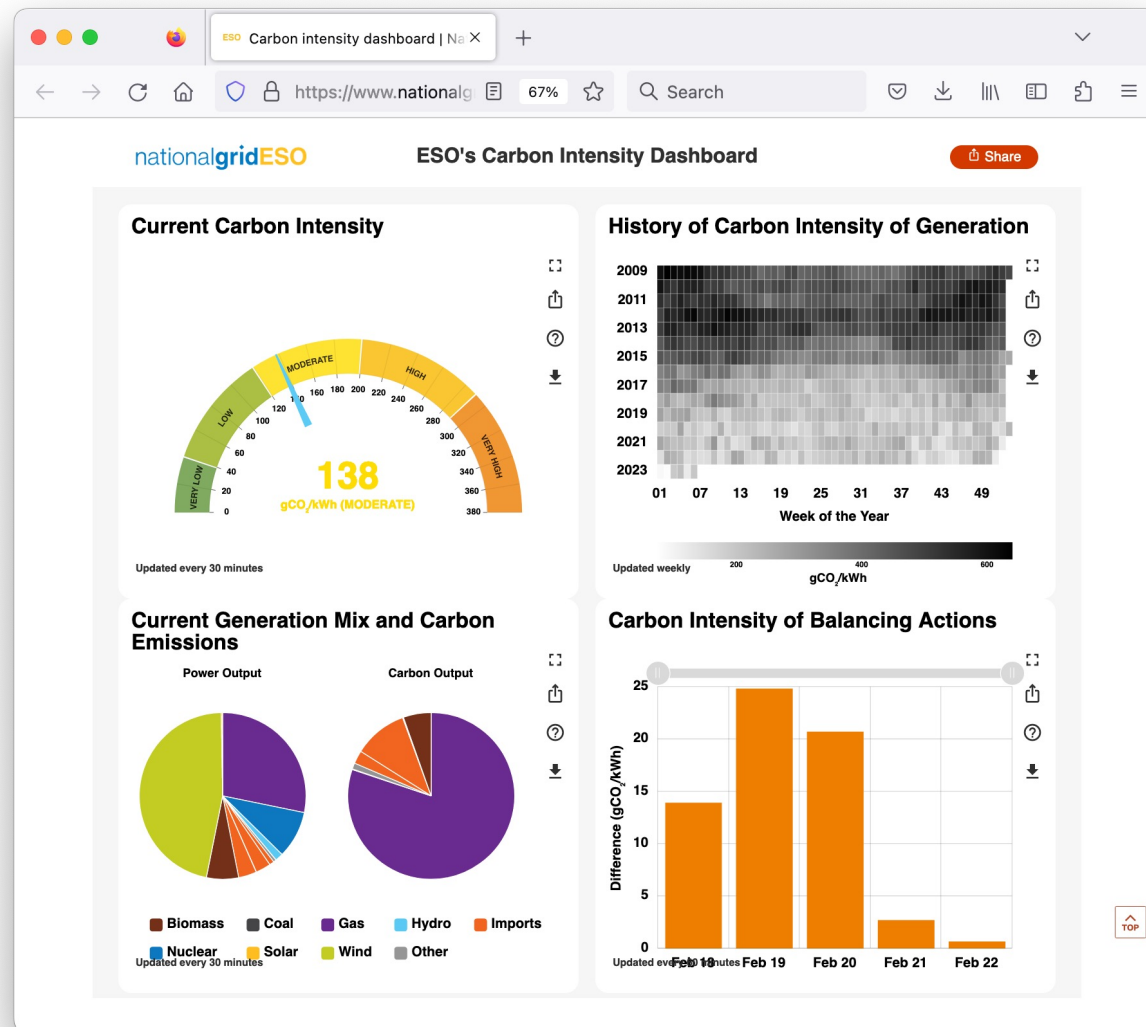 ESO Carbon intensity dashboard | Na
https://www.nationalg
67%
Search
nationalgridESO
ESO's Carbon Intensity Dashboard
Share
Current Carbon Intensity
VERY LOW
LOW
MODERATE
HIGH
VERY HIGH
0
20
40
60
80
100
120
160
180
200
220
240
260
280
300
320
340
360
380
138
gCO₂/kWh (MODERATE)
Updated every 30 minutes
History of Carbon Intensity of Generation
2009
2011
2013
2015
2017
2019
2021
2023
01 07 13 19 25 31 37 43 49
Week of the Year
200 400 600
gCO₂/kWh
Updated weekly
Current Generation Mix and Carbon
Emissions
Power Output
Carbon Output
Biomass Coal Gas Hydro Imports
Nuclear Solar Wind Other
Updated every 30 minutes
Carbon Intensity of Balancing Actions
25
20
15
10
5
0
Difference (gCO₂/kWh)
Feb 18 Feb 19 Feb 20 Feb 21 Feb 22
TOP